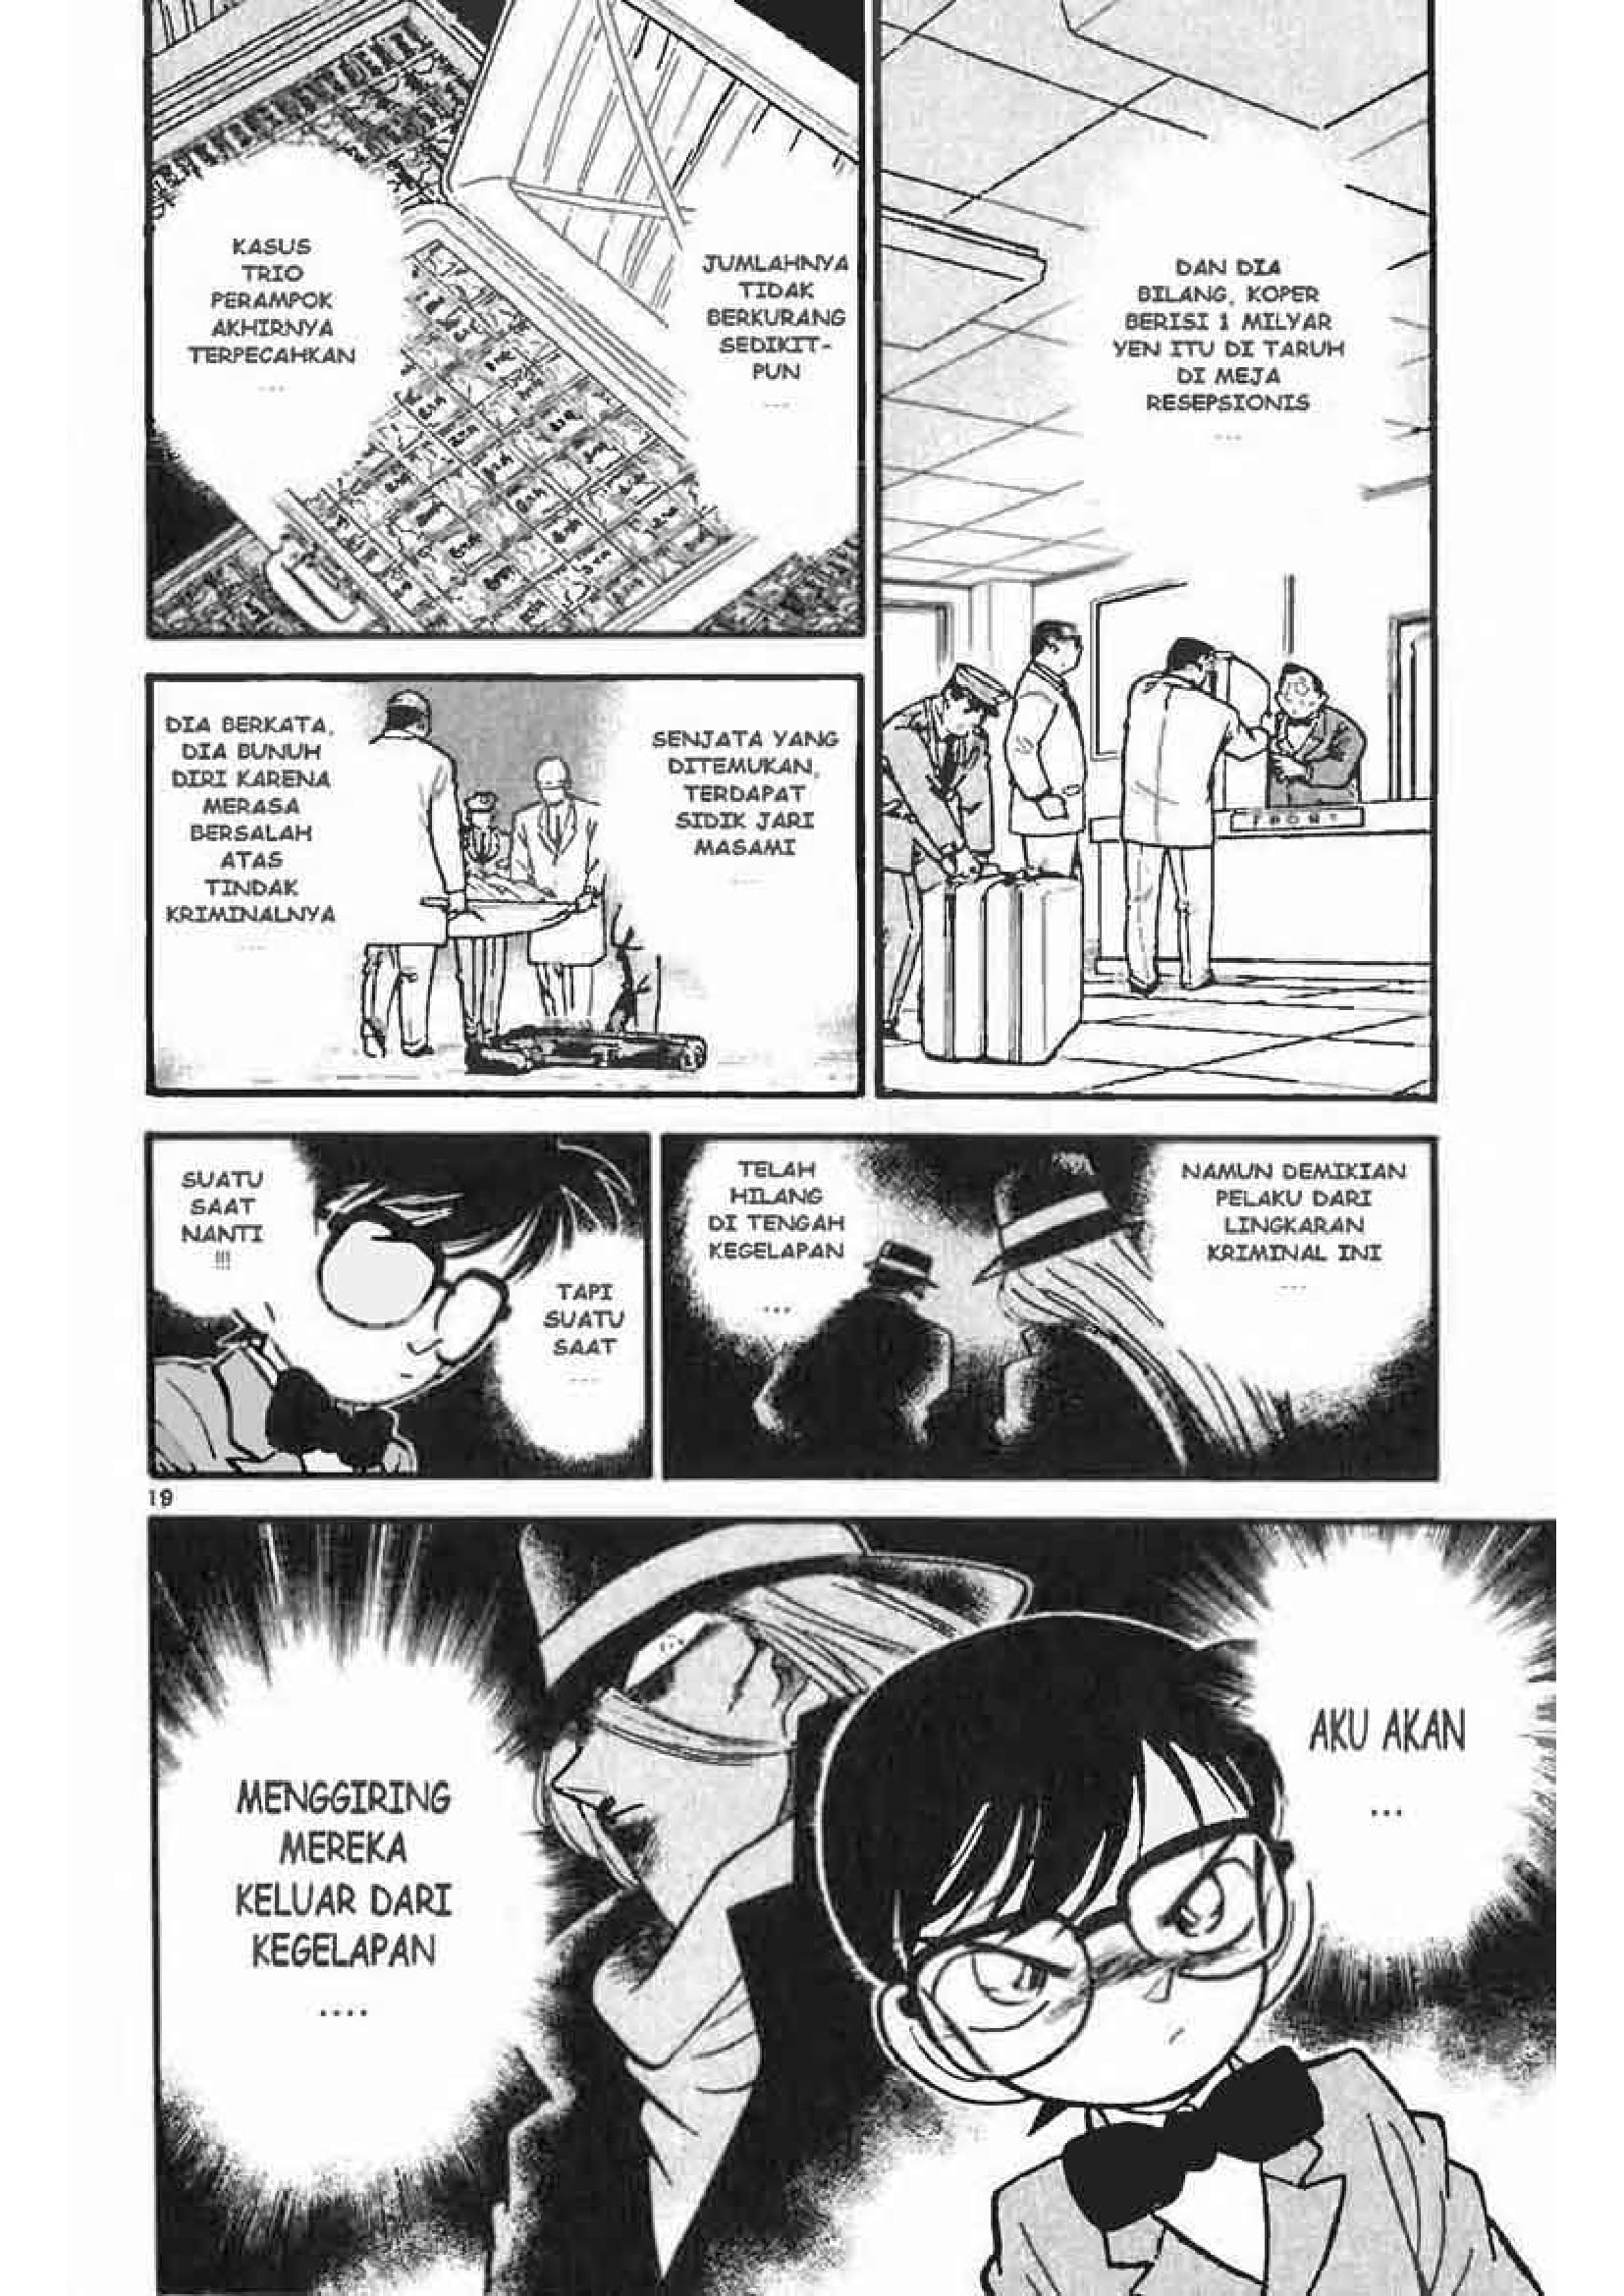 DAN DIA
BILANG, KOPER
BERISI 1 MILYAR
YEN ITU DI TARUH
DI MEJA
RESEPSIONIS
...
JUMLAHNYA
TIDAK
BERKURANG
SEDIKIT-
PUN
...
KASUS
TRIO
PERAMPOK
AKHIRNYA
TERPECAHKAN
...
FRONT
SENJATA YANG
DITEMUKAN,
TERDAPAT
SIDIK JARI
MASAMI
...
DIA BERKATA,
DIA BUNUH
DIRI KARENA
MERASA
BERSALAH
ATAS
TINDAK
KRIMINALNYA
...
NAMUN DEMIKIAN
PELAKU DARI
LINGKARAN
KRIMINAL INI
...
TELAH
HILANG
DI TENGAH
KEGELAPAN
...
TAPI
SUATU
SAAT
...
SUATU
SAAT
NANTI
!!!
19
AKU AKAN
...
MENGGIRING
MEREKA
KELUAR DARI
KEGELAPAN
....